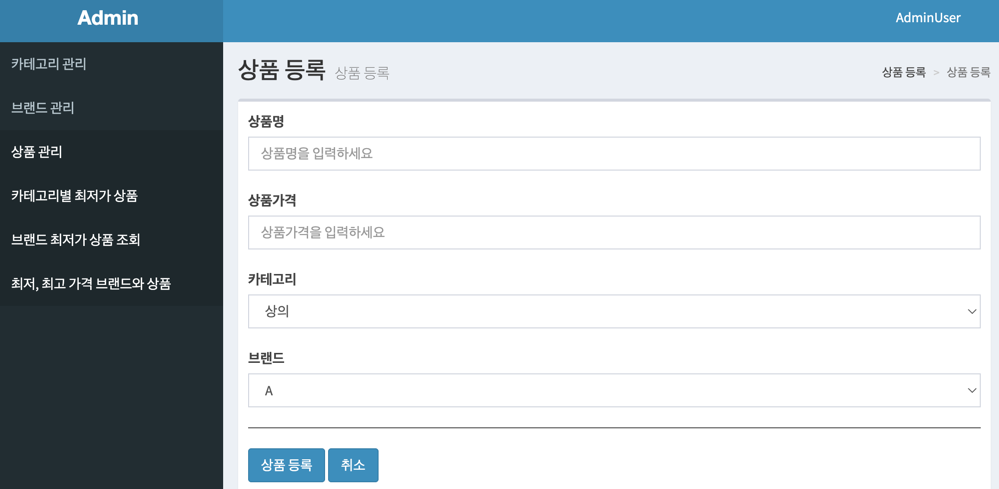 Admin
AdminUser
카테고리 관리
브랜드 관리
상품 관리
카테고리별 최저가 상품
브랜드 최저가 상품 조회
최저, 최고 가격 브랜드와 상품
상품 등록 상품 등록
상품 등록 > 상품 등록
상품명
상품명을 입력하세요
상품가격
상품가격을 입력하세요
카테고리
상의
브랜드
A
상품 등록 취소